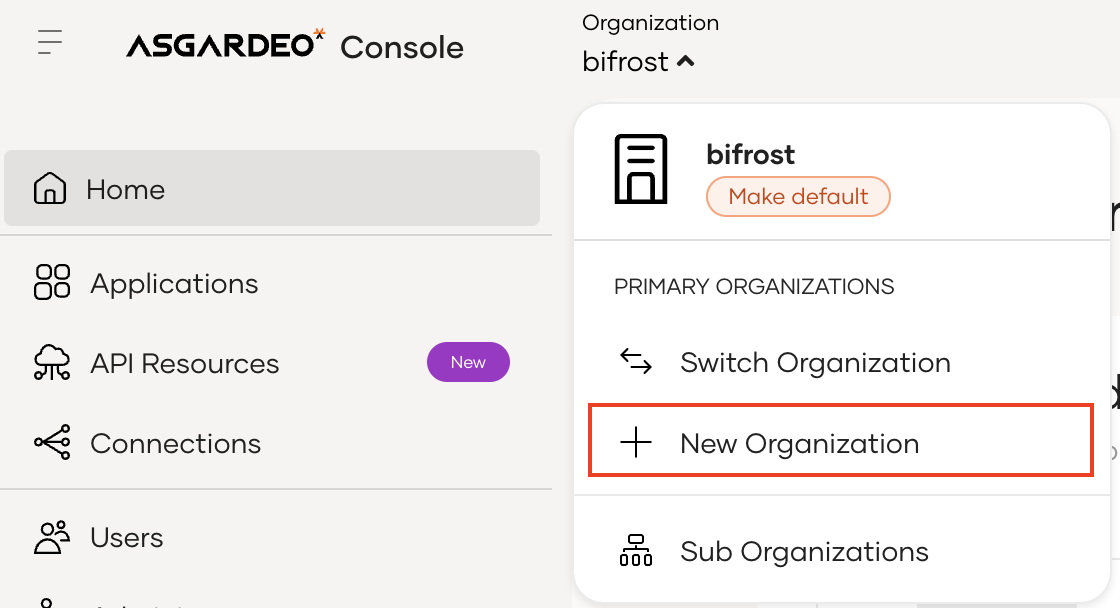 ASGARDEO Console
Organization
bifrost
Home
Applications
API Resources
New
Connections
Users
bifrost
Make default
PRIMARY ORGANIZATIONS
Switch Organization
New Organization
Sub Organizations